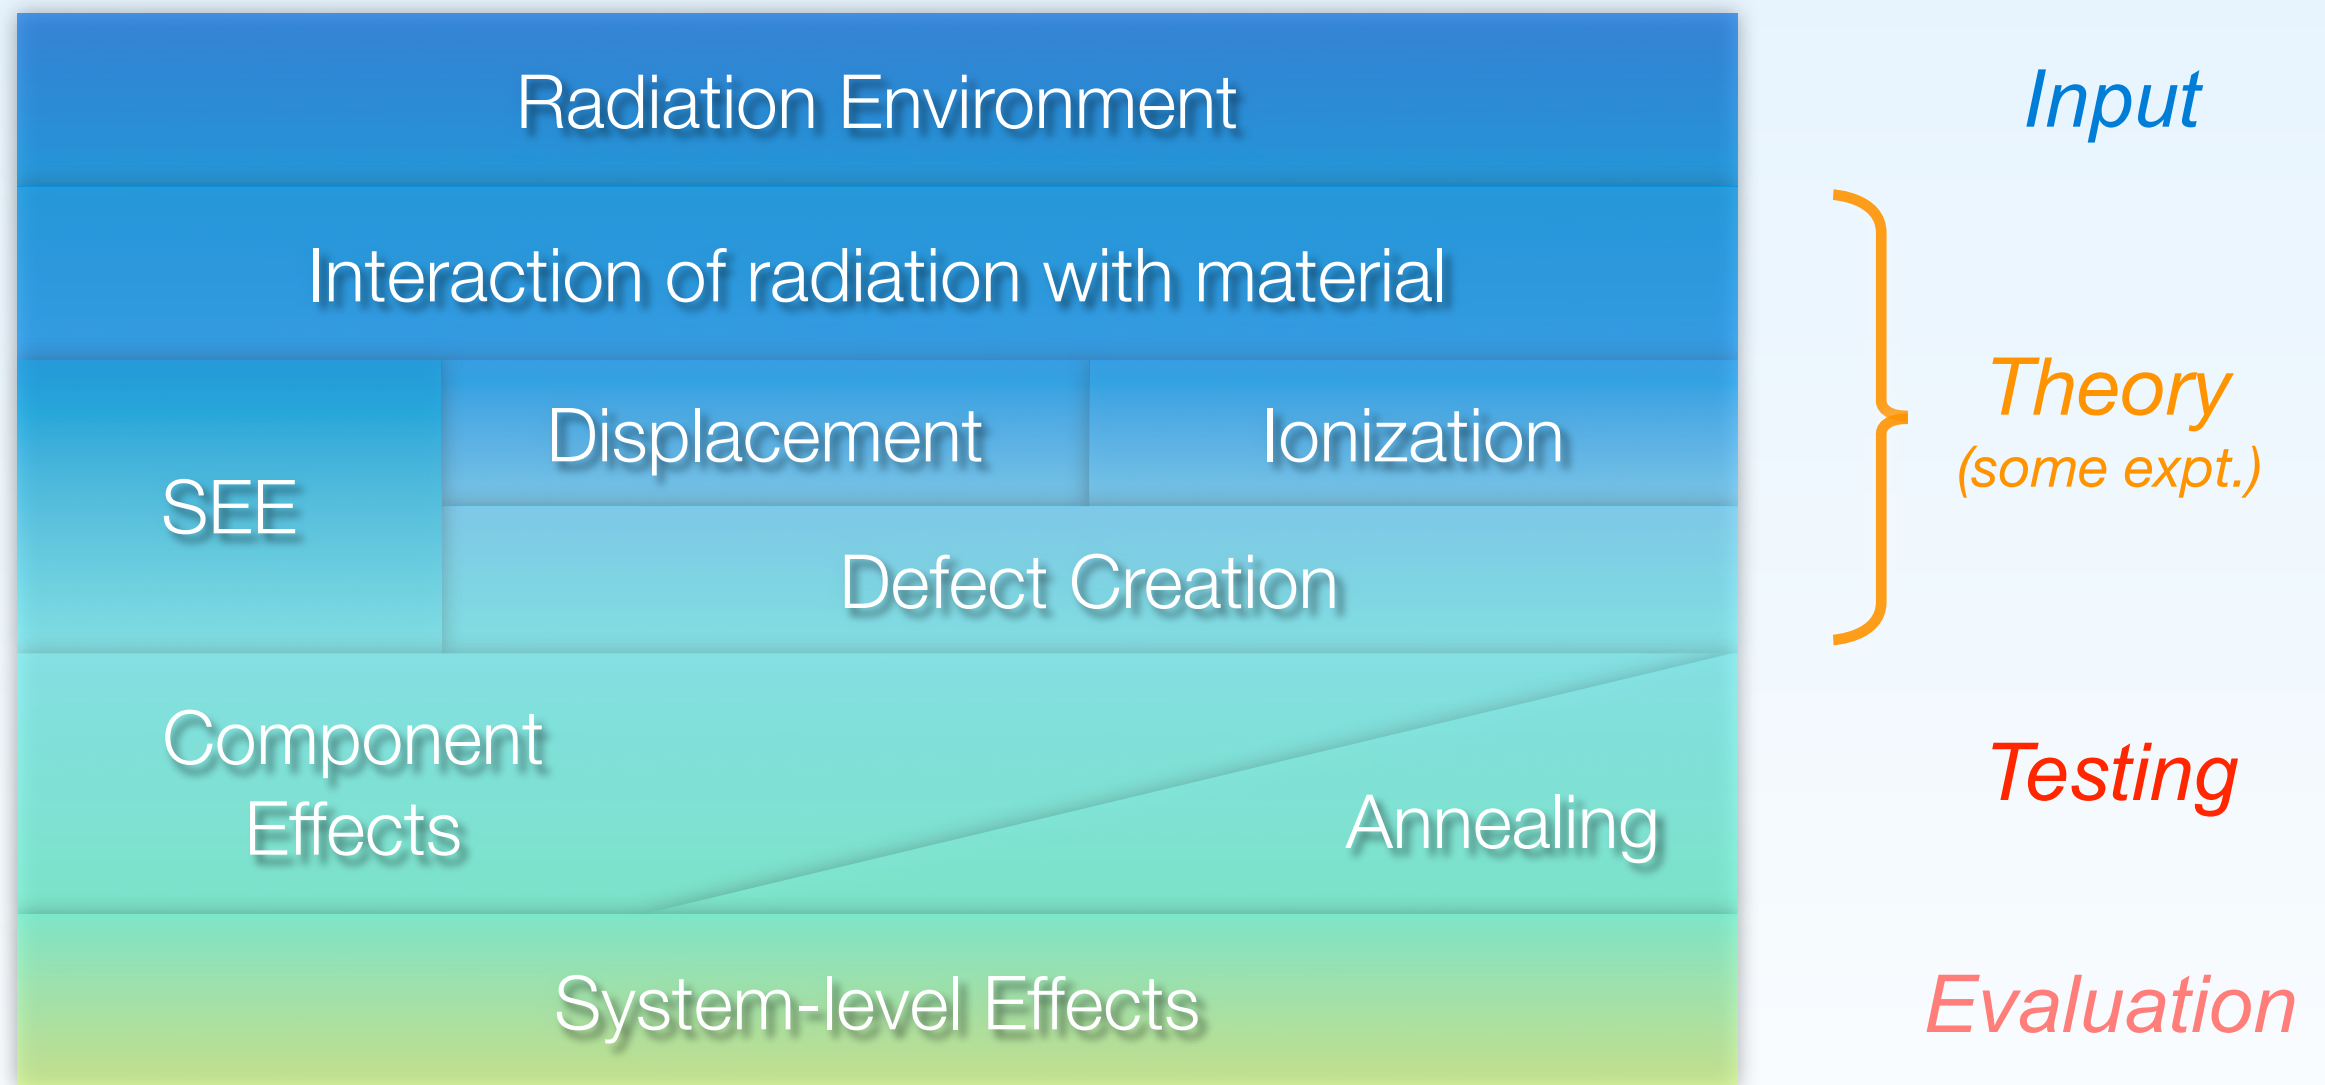 Radiation Environment
Input
Interaction of radiation with material
SEE
Displacement
Ionization
Defect Creation
Theory
(some expt.)
Component
Effects
Annealing
Testing
System-level Effects
Evaluation